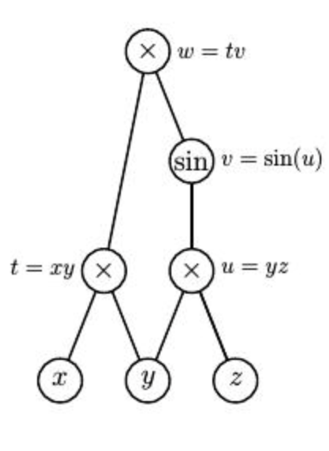 × w = tv
sin v = sin(u)
t = xy × × u = yz
x y z